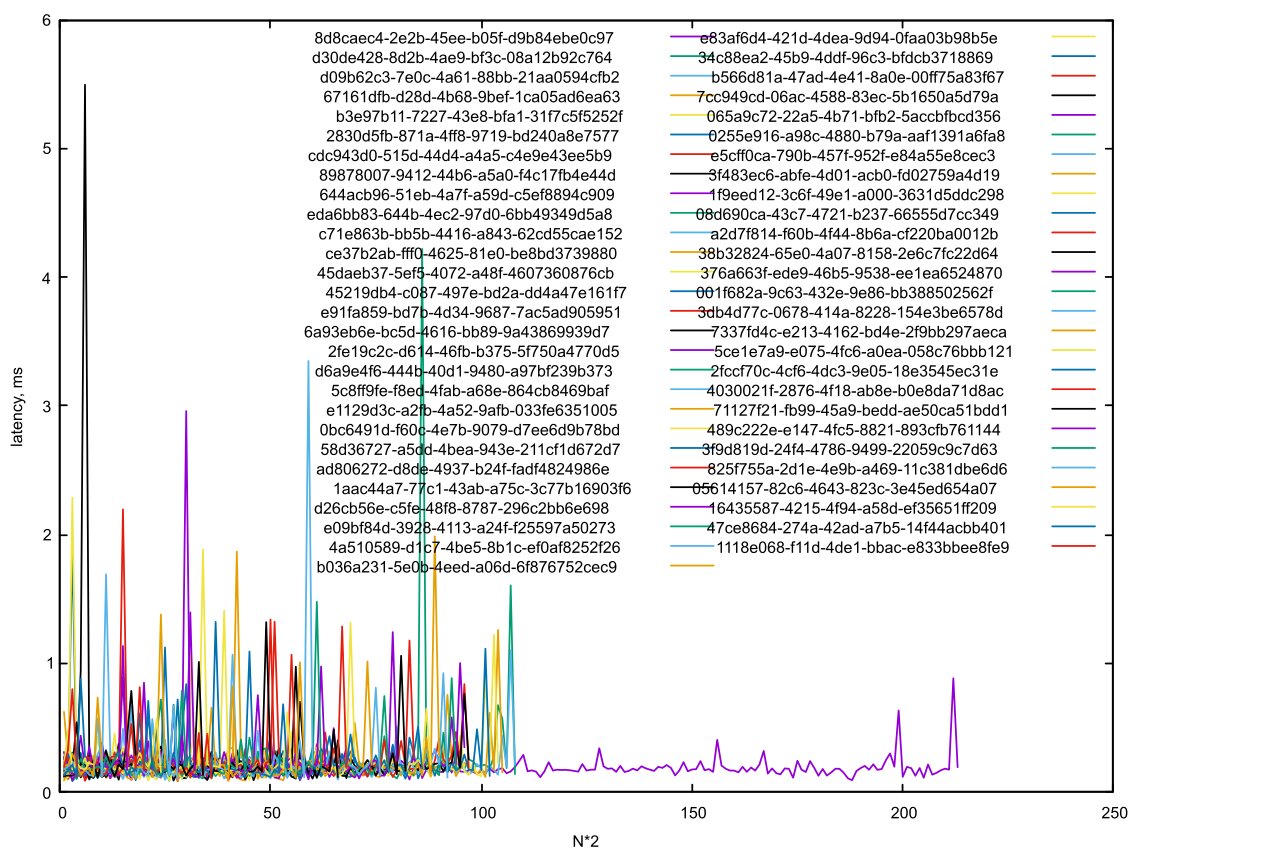 6
8d8caec4-2e2b-45ee-b05f-d9b84ebe0c97 e83af6d4-421d-4dea-9d94-0faa03b98b5e
d30de428-8d2b-4ae9-bf3c-08a12b92c764 34c88ea2-45b9-4ddf-96c3-bfdcb3718869
d09b62c3-7e0c-4a61-88bb-21aa0594cfb2 b566d81a-47ad-4e41-8a0e-00ff75a83f67
67161dfb-d28d-4b68-9bef-1ca05ad6ea63 7cc949cd-06ac-4588-83ec-5b1650a5d79a
b3e97b11-7227-43e8-bfa1-31f7c5f5252f 065a9c72-22a5-4b71-bfb2-5accbfbcd356
2830d5fb-871a-4ff8-9719-bd240a8e7577 0255e916-a98c-4880-b79a-aaf1391a6fa8
5
cdc943d0-515d-44d4-a4a5-c4e9e43ee5b9 e5cff0ca-790b-457f-952f-e84a55e8cec3
89878007-9412-44b6-a5a0-f4c17fb4e44d 3f483ec6-abfe-4d01-acb0-fd02759a4d19
644acb96-51eb-4a7f-a59d-c5ef8894c909 1f9eed12-3c6f-49e1-a000-3631d5ddc298
eda6bb83-644b-4ec2-97d0-6bb49349d5a8 08d690ca-43c7-4721-b237-66555d7cc349
c71e863b-bb5b-4416-a843-62cd55cae152 a2d7f814-f60b-4f44-8b6a-cf220ba0012b
ce37b2ab-fff0-4625-81e0-be8bd3739880 38b32824-65e0-4a07-8158-2e6c7fc22d64
4
45daeb37-5ef5-4072-a48f-4607360876cb 376a663f-ede9-46b5-9538-ee1ea6524870
45219db4-c087-497e-bd2a-dd4a47e161f7 001f682a-9c63-432e-9e86-bb388502562f
e91fa859-bd7b-4d34-9687-7ac5ad905951 3db4d77c-0678-414a-8228-154e3be6578d
6a93eb6e-bc5d-4616-bb89-9a43869939d7 7337fd4c-e213-4162-bd4e-2f9bb297aeca
2fe19c2c-d614-46fb-b375-5f750a4770d5 5ce1e7a9-e075-4fc6-a0ea-058c76bbb121
d6a9e4f6-444b-40d1-9480-a97bf239b373 2fccf70c-4cf6-4dc3-9e05-18e3545ec31e
5c8ff9fe-f8ed-4fab-a68e-864cb8469baf 4030021f-2876-4f18-ab8e-b0e8da71d8ac
3
e1129d3c-a2fb-4a52-9afb-033fe6351005 71127f21-fb99-45a9-bedd-ae50ca51bdd1
0bc6491d-f60c-4e7b-9079-d7ee6d9b78bd 489c222e-e147-4fc5-8821-893cfb761144
58d36727-a5dd-4bea-943e-211cf1d672d7 3f9d819d-24f4-4786-9499-22059c9c7d63
ad806272-d8de-4937-b24f-fadf4824986e 825f755a-2d1e-4e9b-a469-11c381dbe6d6
1aac44a7-77c1-43ab-a75c-3c77b16903f6 05614157-82c6-4643-823c-3e45ed654a07
d26cb56e-c5fe-48f8-8787-296c2bb6e698 16435587-4215-4f94-a58d-ef35651ff209
e09bf84d-3928-4113-a24f-f25597a50273 47ce8684-274a-42ad-a7b5-14f44acbb401
2
4a510589-d1c7-4be5-8b1c-ef0af8252f26 1118e068-f11d-4de1-bbac-e833bbee8fe9
b036a231-5e0b-4eed-a06d-6f876752cec9
latency, ms
1
0
0 50 100 150 200 250
N*2